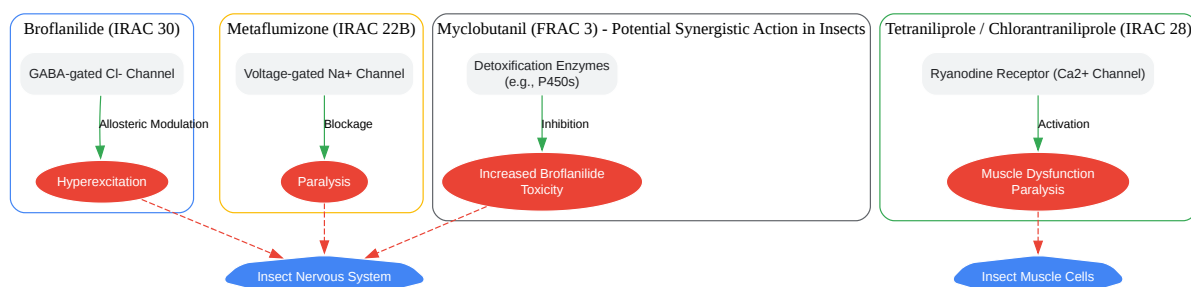 Broflanilide (IRAC 30)
GABA-gated Cl- Channel
Allosteric Modulation
Hyperexcitation
Metaflumizone (IRAC 22B)
Voltage-gated Na+ Channel
Blockage
Paralysis
Myclobutanil (FRAC 3) - Potential Synergistic Action in Insects
Detoxification Enzymes
(e.g., P450s)
Inhibition
Increased Broflanilide
Toxicity
Insect Nervous System
Tetraniliprole / Chlorantraniliprole (IRAC 28)
Ryanodine Receptor (Ca2+ Channel)
Activation
Muscle Dysfunction
Paralysis
Insect Muscle Cells